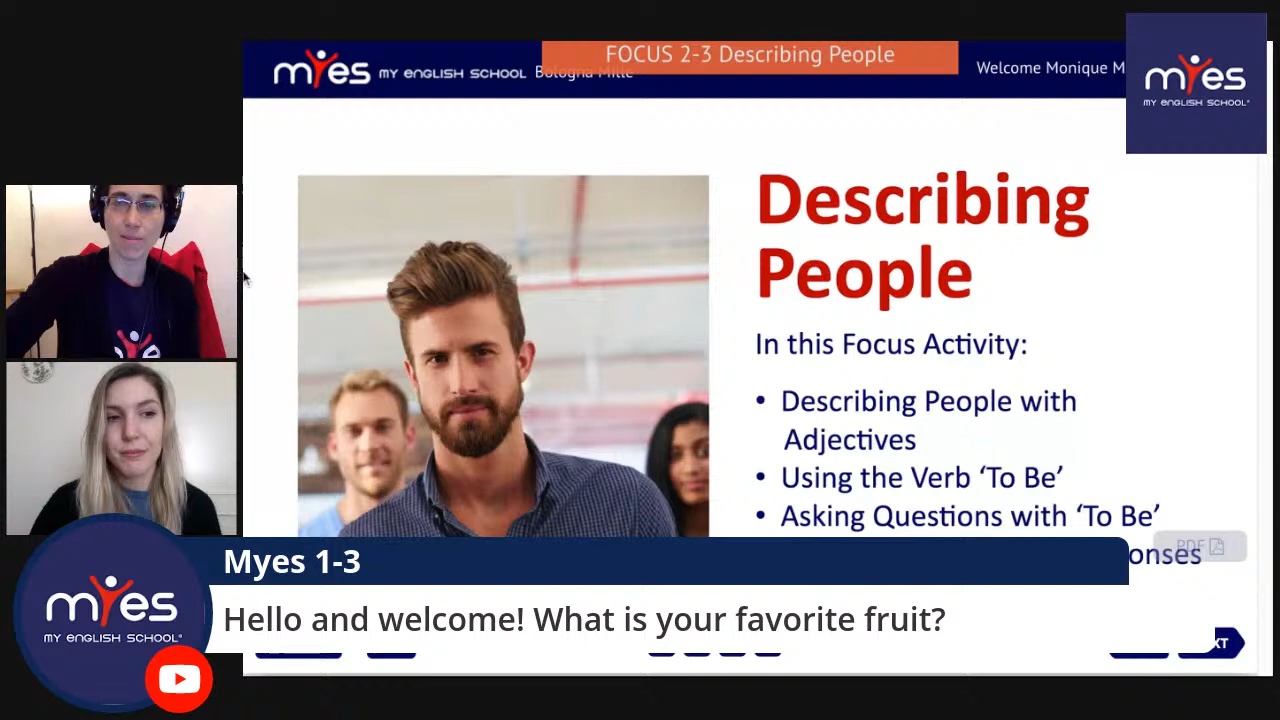 FOCUS 2-3 Describing People
myes MY ENGLISH SCHOOL Bologna Mille
Welcome Monique M
myes
MY ENGLISH SCHOOL
Describing
People
In this Focus Activity:
• Describing People with
Adjectives
• Using the Verb ‘To Be’
• Asking Questions with ‘To Be’
onses
PDF
Myes 1-3
Hello and welcome! What is your favorite fruit?
myes
MY ENGLISH SCHOOL
XT